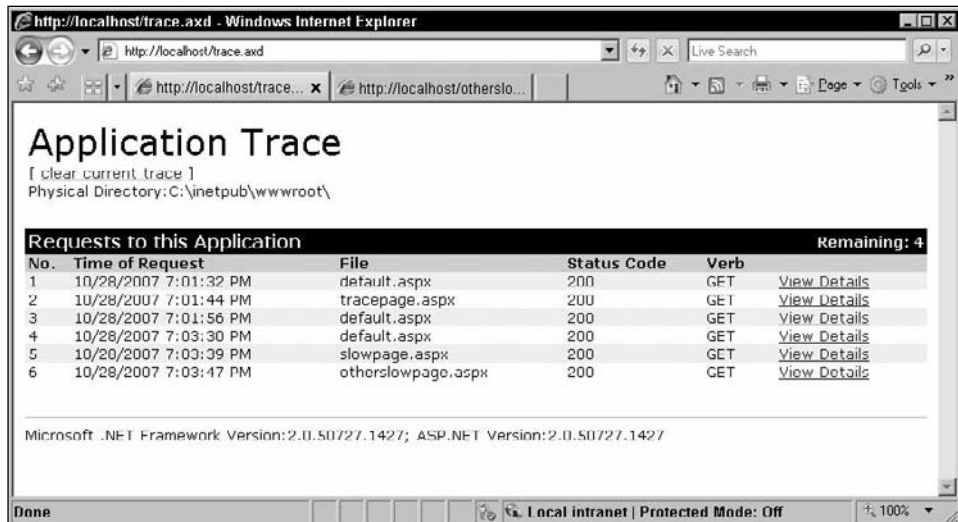 http://localhost/trace.axd - Windows Internet Explorer
http://localhost/trace.axd
Live Search
http://localhost/trace... x
http://localhost/otherslo...
Page
Tools
Application Trace
[ clear current trace ]
Physical Directory:C:\inetpub\wwwroot\
Requests to this Application Remaining: 4
No. Time of Request File Status Code Verb
1 10/28/2007 7:01:32 PM default.aspx 200 GET View Details
2 10/28/2007 7:01:44 PM tracepage.aspx 200 GET View Details
3 10/28/2007 7:01:56 PM default.aspx 200 GET View Details
4 10/28/2007 7:03:30 PM default.aspx 200 GET View Details
5 10/28/2007 7:03:39 PM slowpage.aspx 200 GET View Details
6 10/28/2007 7:03:47 PM otherslowpage.aspx 200 GET View Details
Microsoft .NET Framework Version:2.0.50727.1427; ASP.NET Version:2.0.50727.1427
Done
Local intranet | Protected Mode: Off
100%